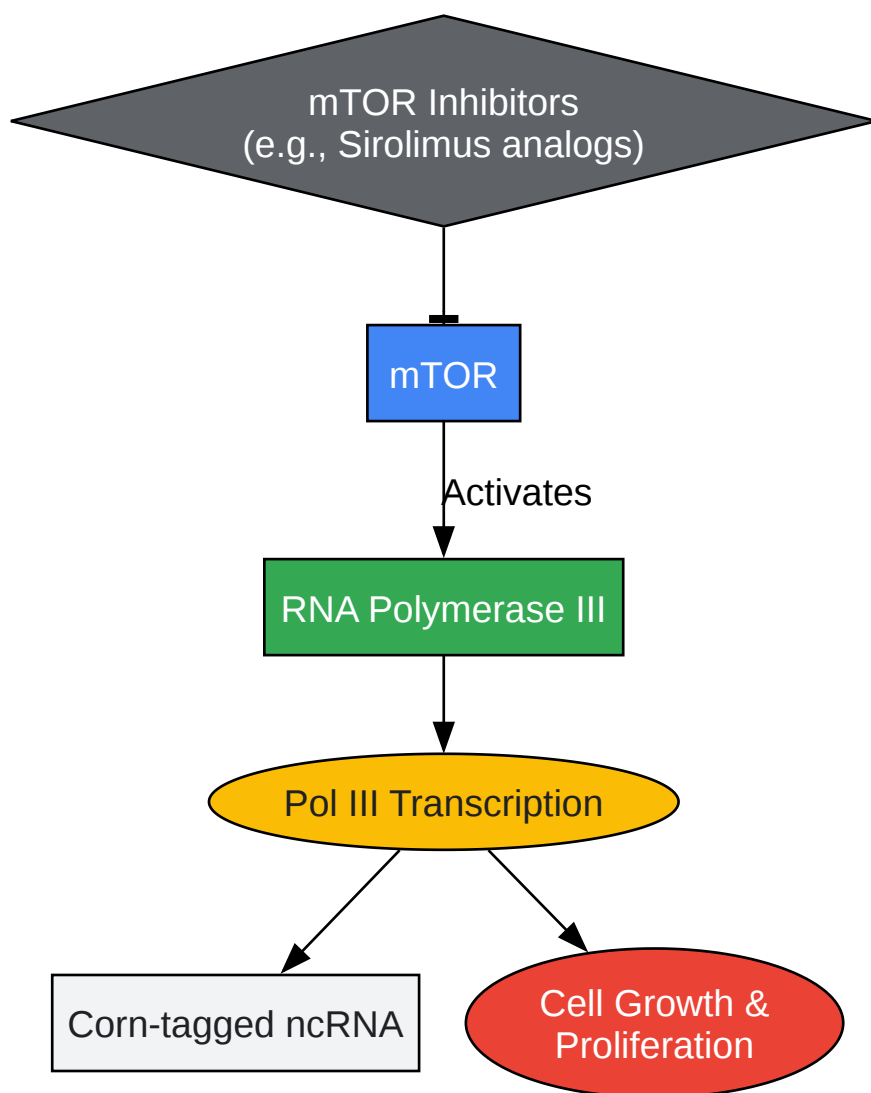 mTOR Inhibitors
(e.g., Sirolimus analogs)
mTOR
Activates
RNA Polymerase III
Pol III Transcription
Corn-tagged ncRNA
Cell Growth &
Proliferation